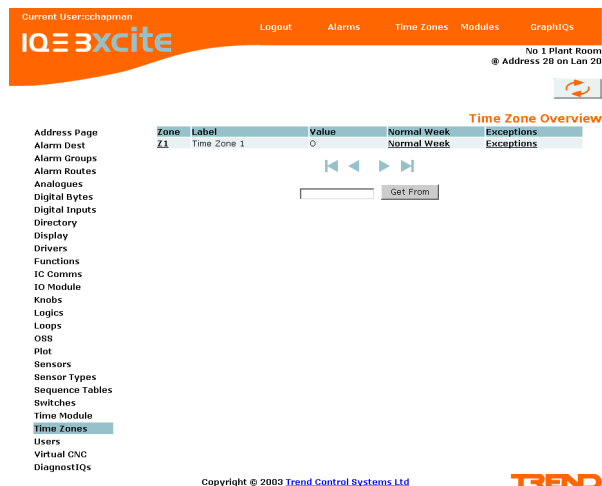 Current User:cchapman
Logout Alarms Time Zones Modules GraphIQs
IQ3xcite
No 1 Plant Room
@ Address 28 on Lan 20
Time Zone Overview
Zone Label Value Normal Week Exceptions
Z1 Time Zone 1 O Normal Week Exceptions
Get From
Address Page
Alarm Dest
Alarm Groups
Alarm Routes
Analogues
Digital Bytes
Digital Inputs
Directory
Display
Drivers
Functions
IC Comms
IO Module
Knobs
Logics
Loops
OSS
Plot
Sensors
Sensor Types
Sequence Tables
Switches
Time Module
Time Zones
Users
Virtual CNC
DiagnostIQs
Copyright © 2003 Trend Control Systems Ltd
TREND